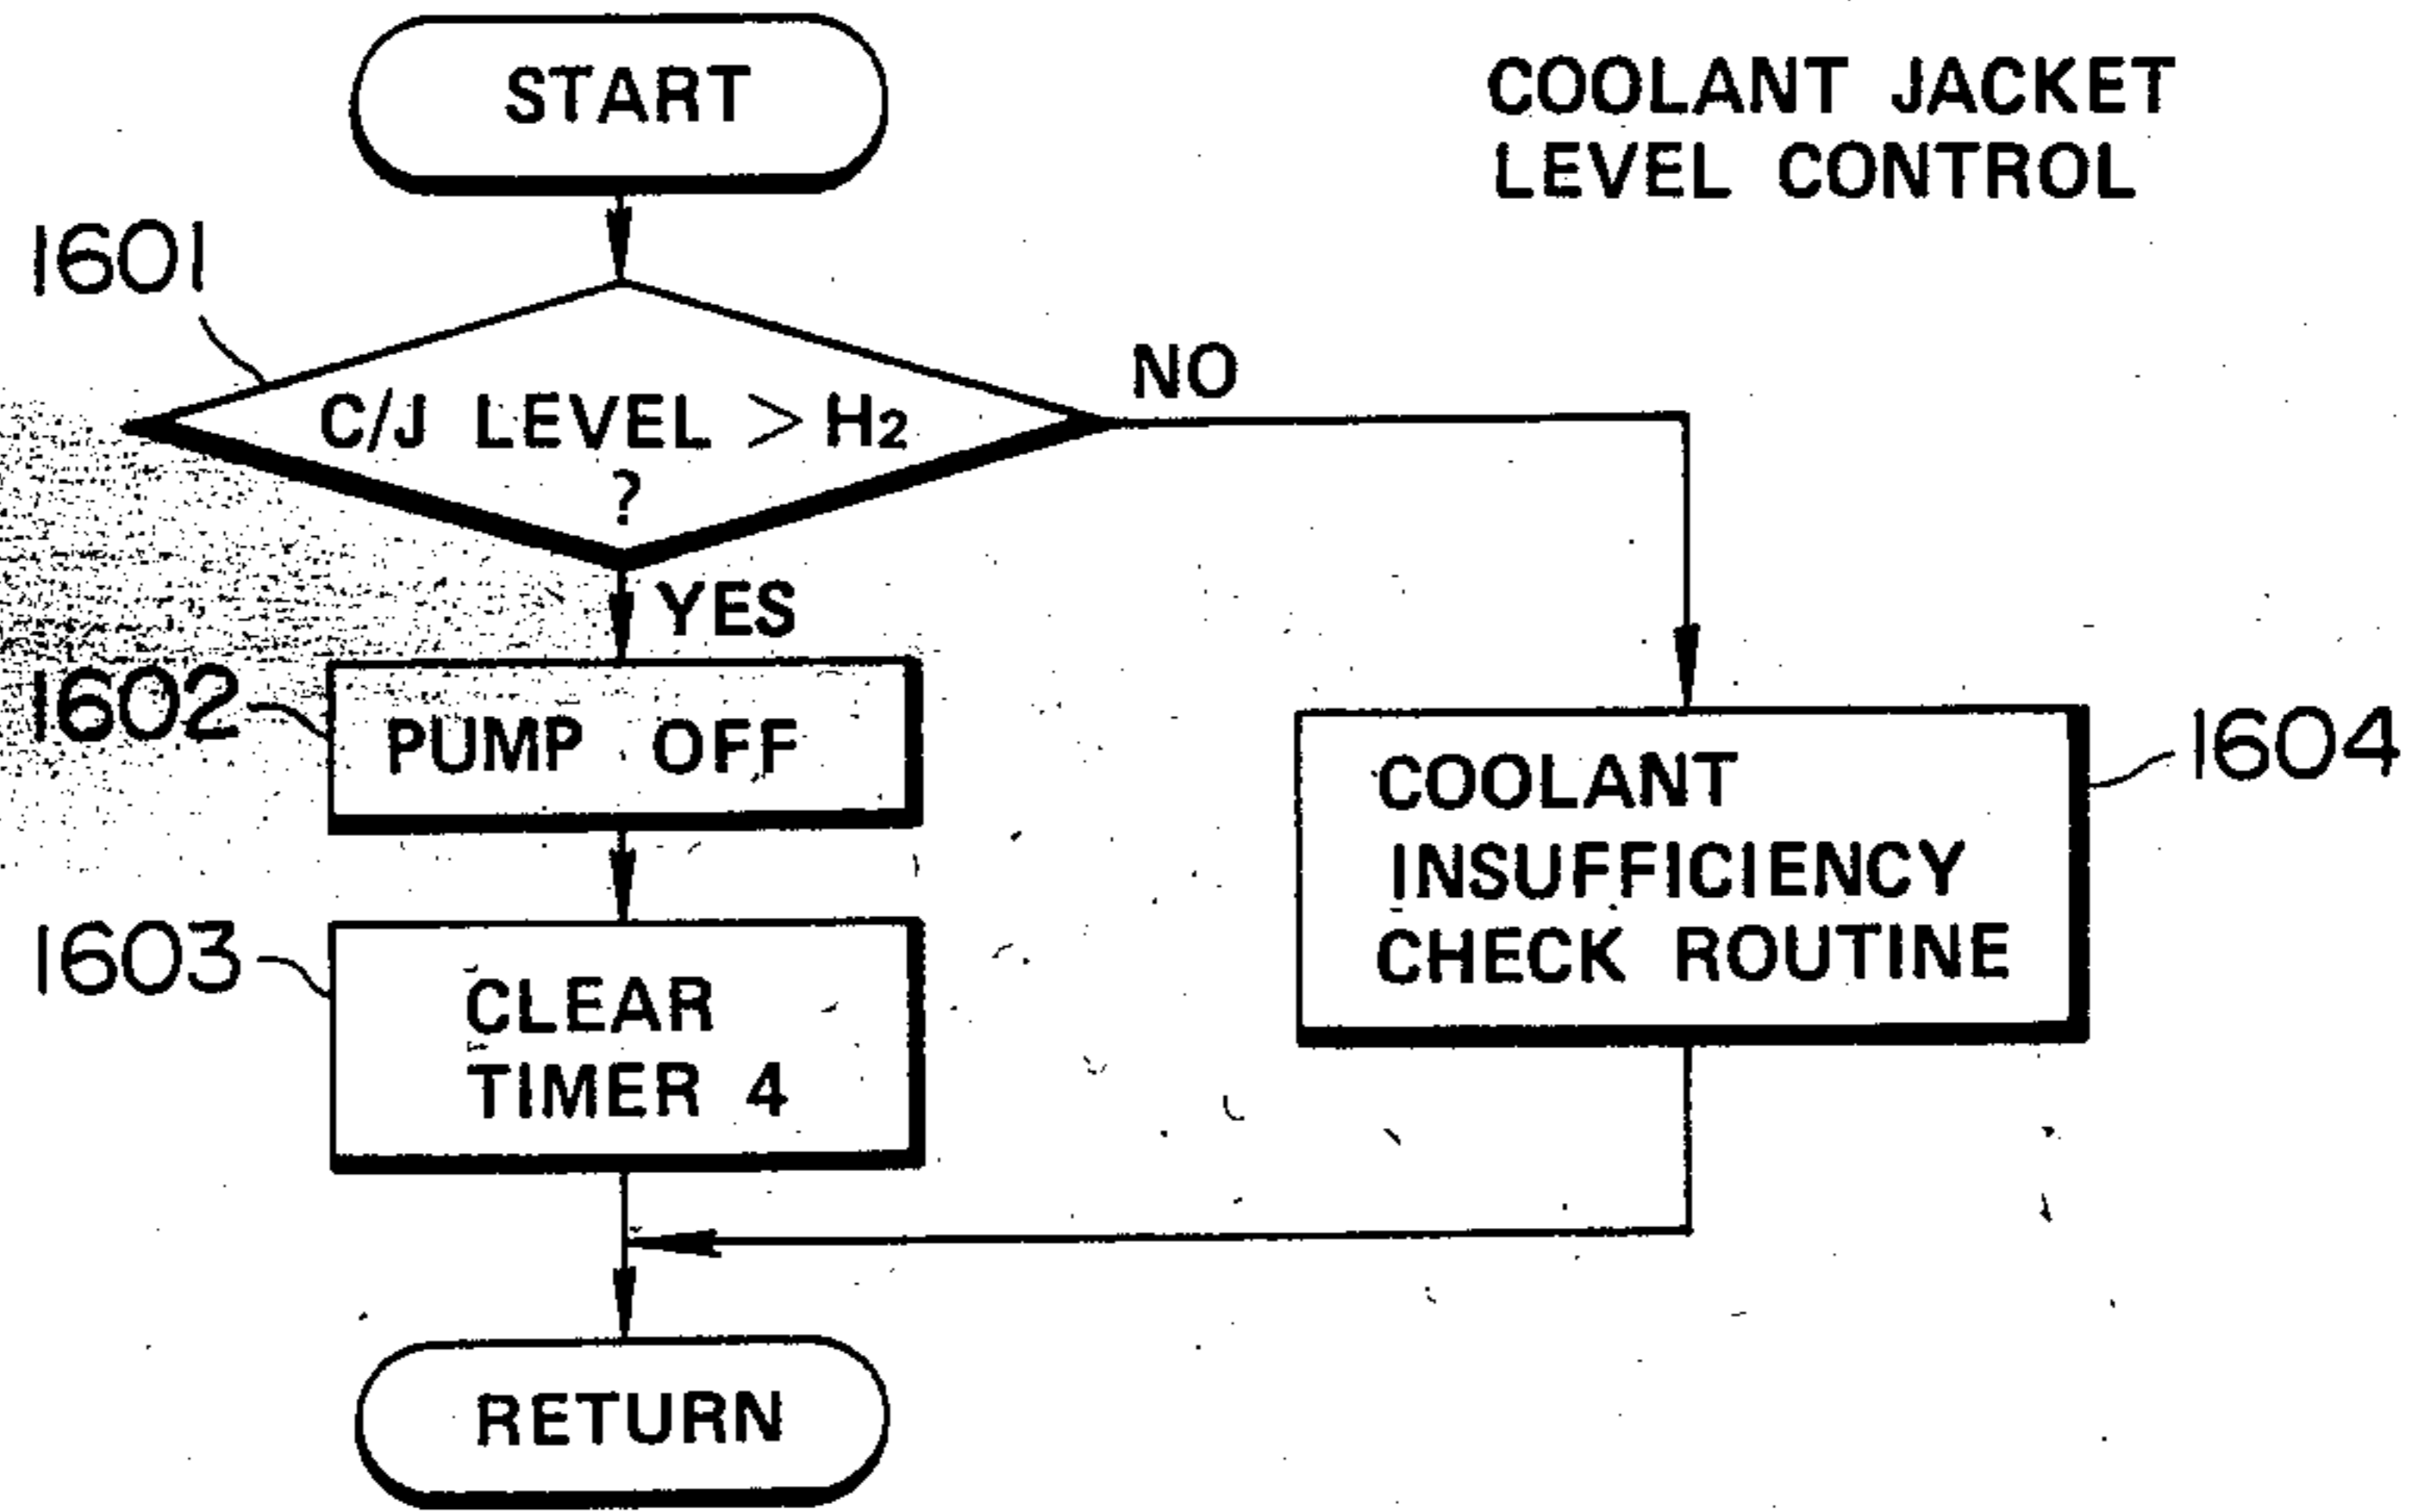 START
COOLANT JACKET
LEVEL CONTROL
1601
C/J LEVEL > H2
?
NO
YES
1602
PUMP OFF
1603
CLEAR
TIMER 4
COOLANT
INSUFFICIENCY
CHECK ROUTINE
1604
RETURN